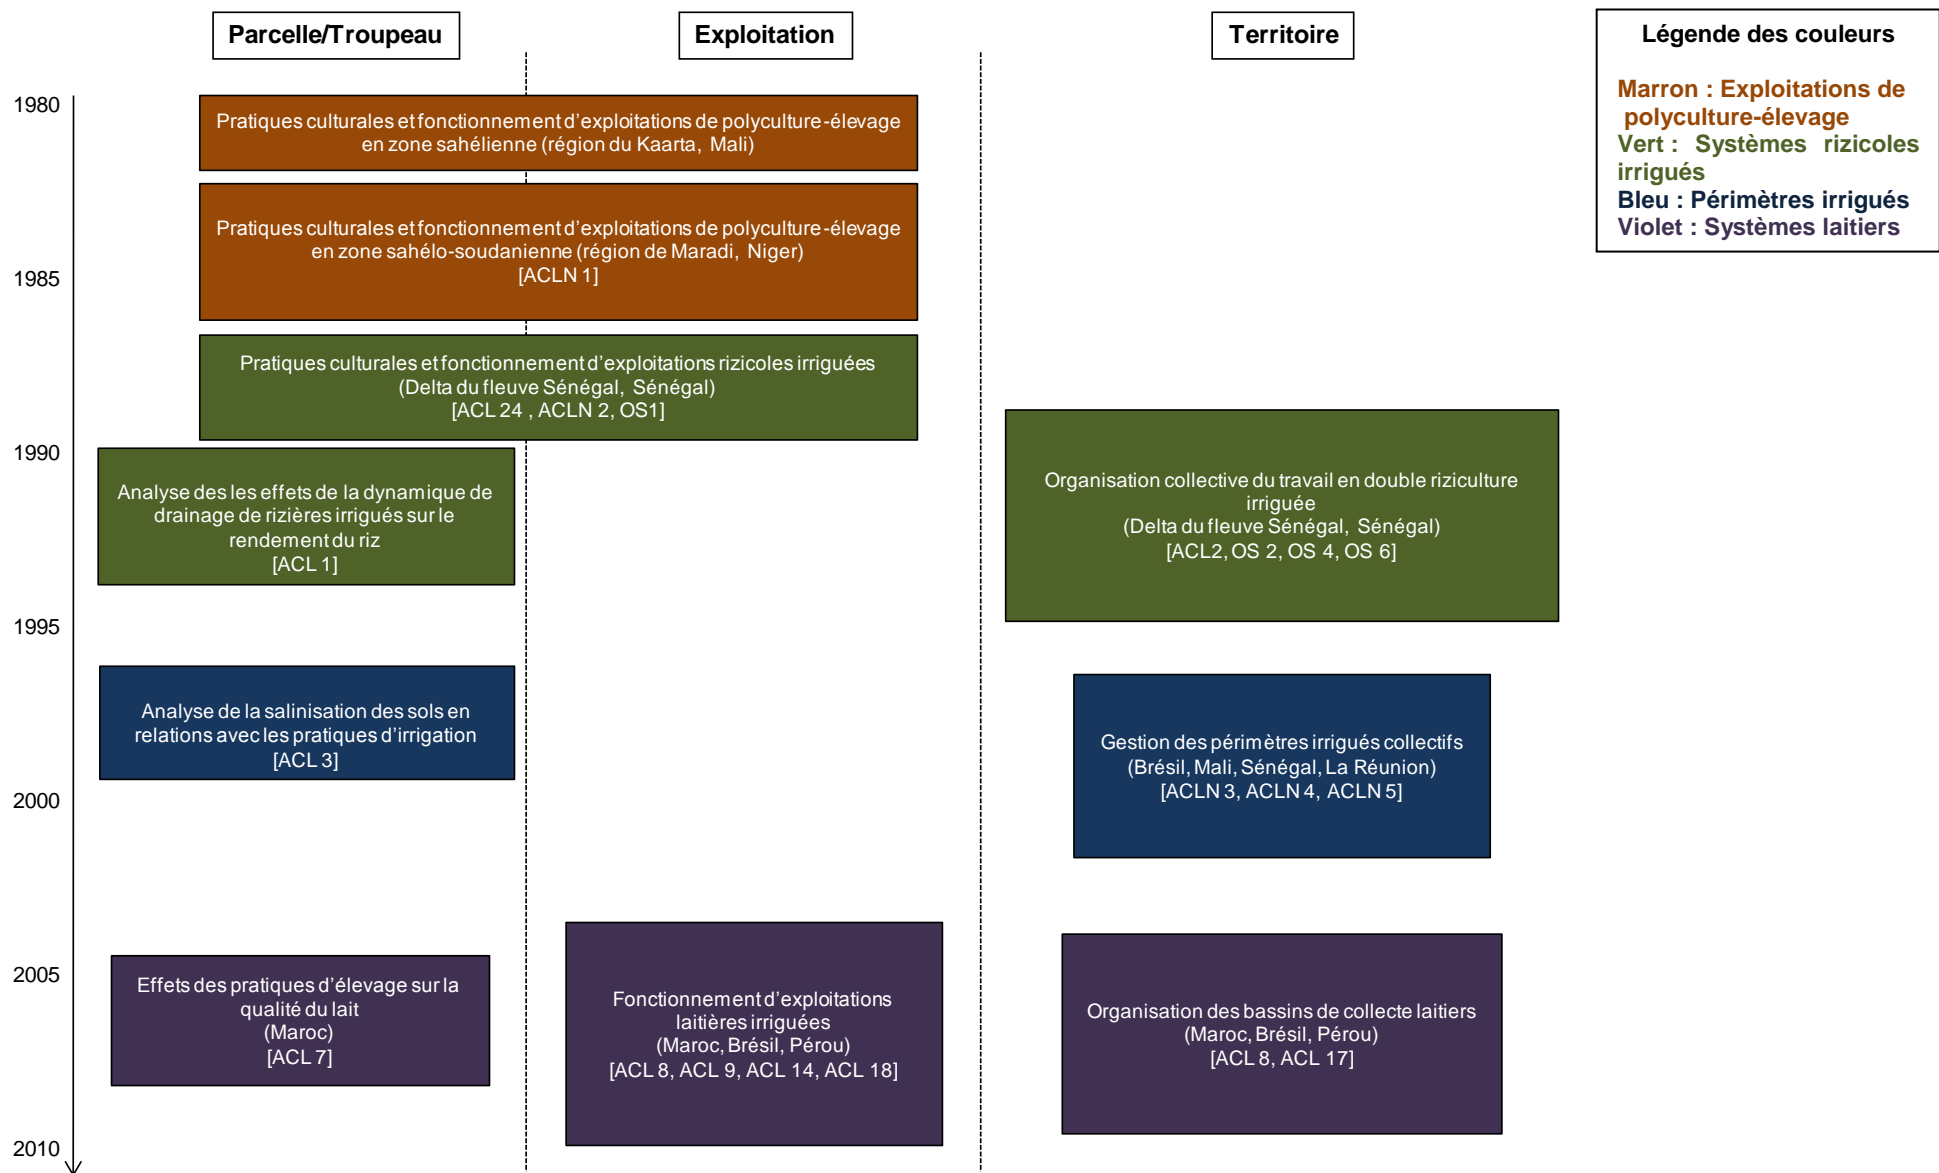 Parcelle/Troupeau
Exploitation
Territoire
Légende des couleurs
Marron : Exploitations de
polyculture-élevage
Vert : Systèmes rizicoles
irrigués
Bleu : Périmètres irrigués
Violet : Systèmes laitiers
1980
Pratiques culturales et fonctionnement d'exploitations de polyculture-élevage
en zone sahélienne (région du Kaarta, Mali)
Pratiques culturales et fonctionnement d'exploitations de polyculture-élevage
en zone sahélo-soudanienne (région de Maradi, Niger)
[ACLN 1]
1985
Pratiques culturales et fonctionnement d'exploitations rizicoles irriguées
(Delta du fleuve Sénégal, Sénégal)
[ACL 24 , ACLN 2, OS1]
1990
Analyse des les effets de la dynamique de
drainage de rizières irrigués sur le
rendement du riz
[ACL 1]
Organisation collective du travail en double riziculture
irriguée
(Delta du fleuve Sénégal, Sénégal)
[ACL2, OS 2, OS 4, OS 6]
1995
Analyse de la salinisation des sols en
relations avec les pratiques d'irrigation
[ACL 3]
Gestion des périmètres irrigués collectifs
(Brésil, Mali, Sénégal, La Réunion)
[ACLN 3, ACLN 4, ACLN 5]
2000
2005
Effets des pratiques d'élevage sur la
qualité du lait
(Maroc)
[ACL 7]
Fonctionnement d'exploitations
laitières irriguées
(Maroc, Brésil, Pérou)
[ACL 8, ACL 9, ACL 14, ACL 18]
Organisation des bassins de collecte laitiers
(Maroc, Brésil, Pérou)
[ACL 8, ACL 17]
2010